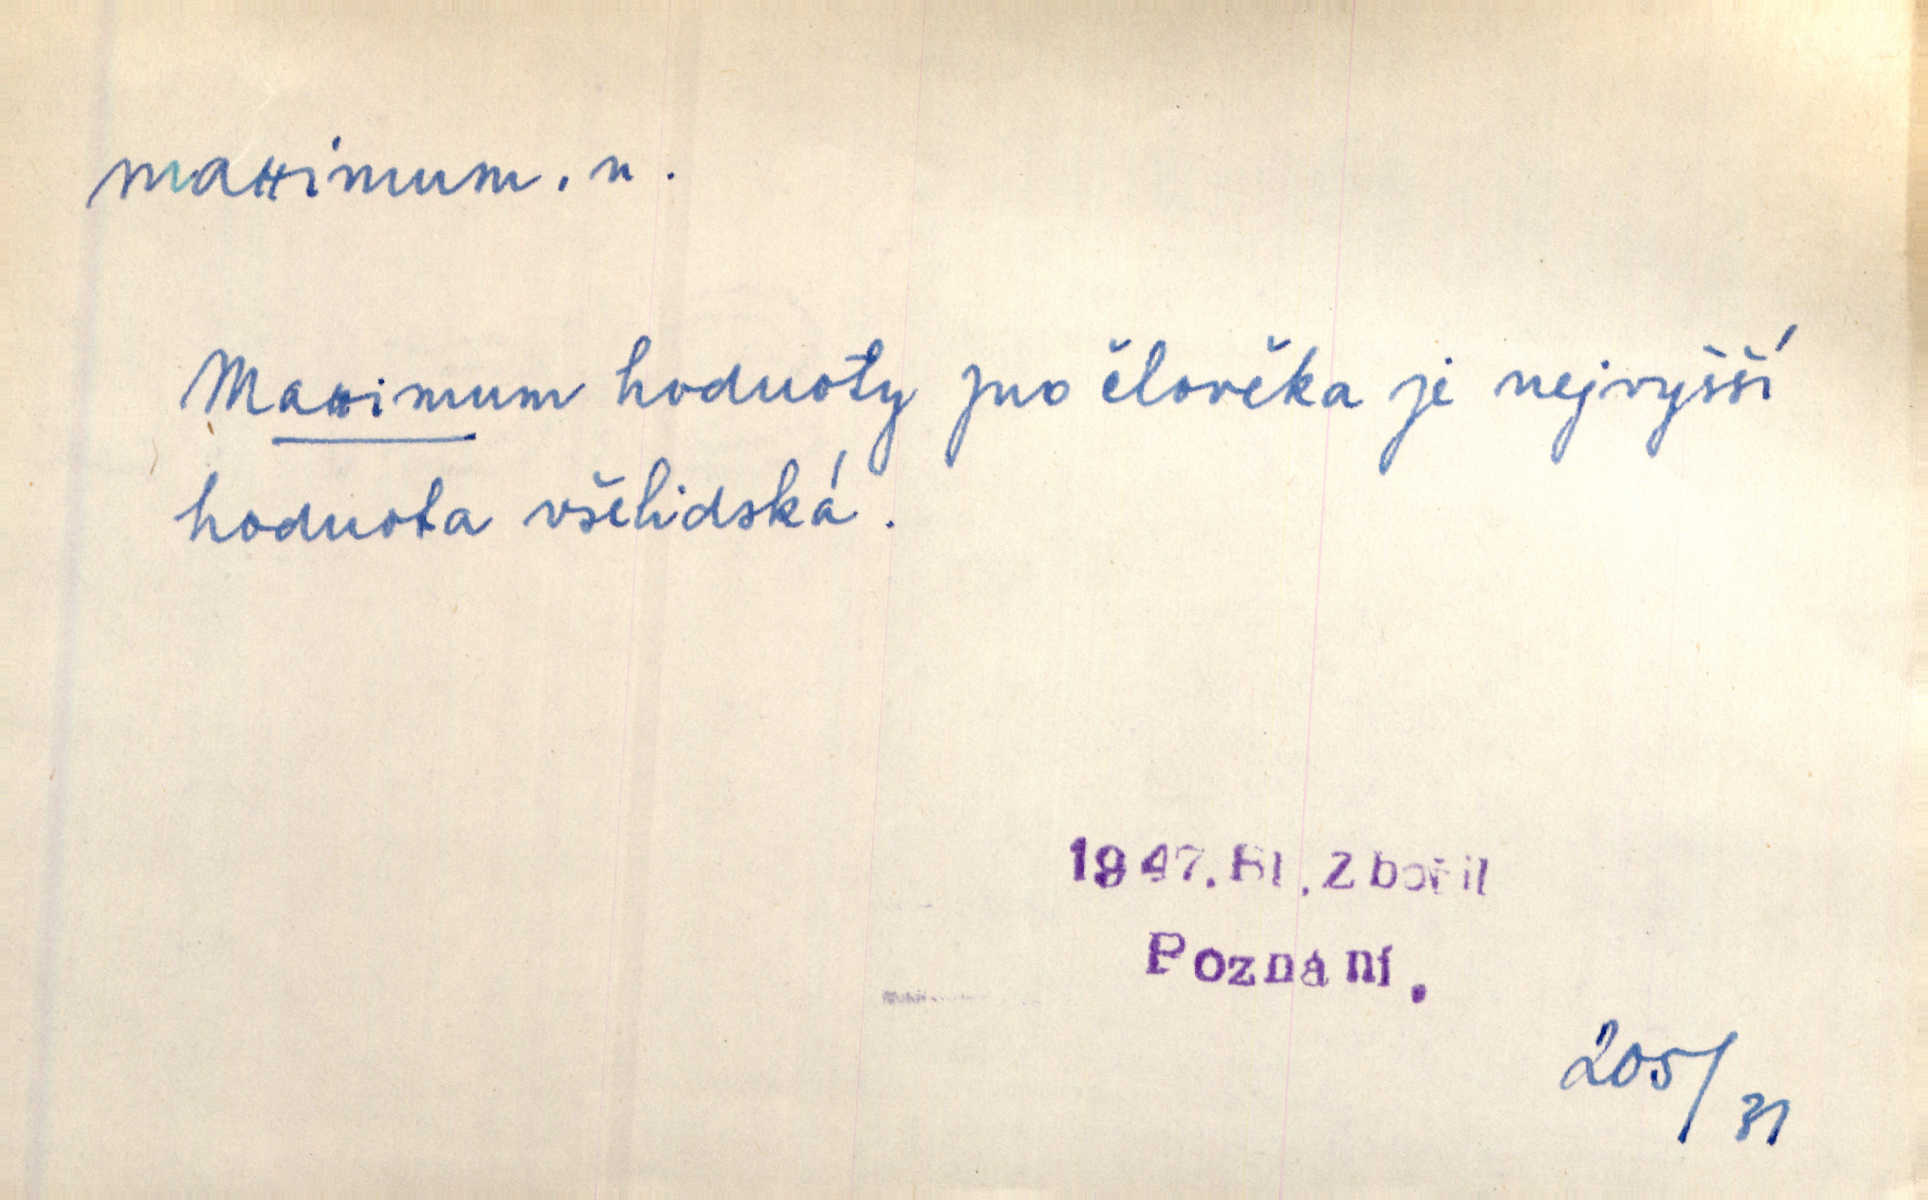 maximum, n.
Maximum hodnoty pro člověka je nejvyšší
hodnota všelidská.
1947. Bl. Zbořil
Poznání.
205/31